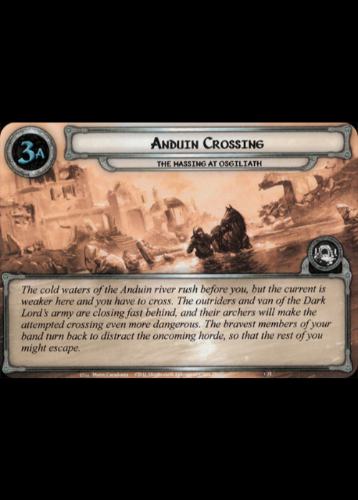 3A
ANDUIN CROSSING
THE MASSING AT OSGILIATH
The cold waters of the Anduin river rush before you, but the current is
weaker here and you have to cross. The outriders and van of the Dark
Lord's army are closing fast behind, and their archers will make the
attempted crossing even more dangerous. The bravest members of your
band turn back to distract the oncoming horde, so that the rest of
you might escape.